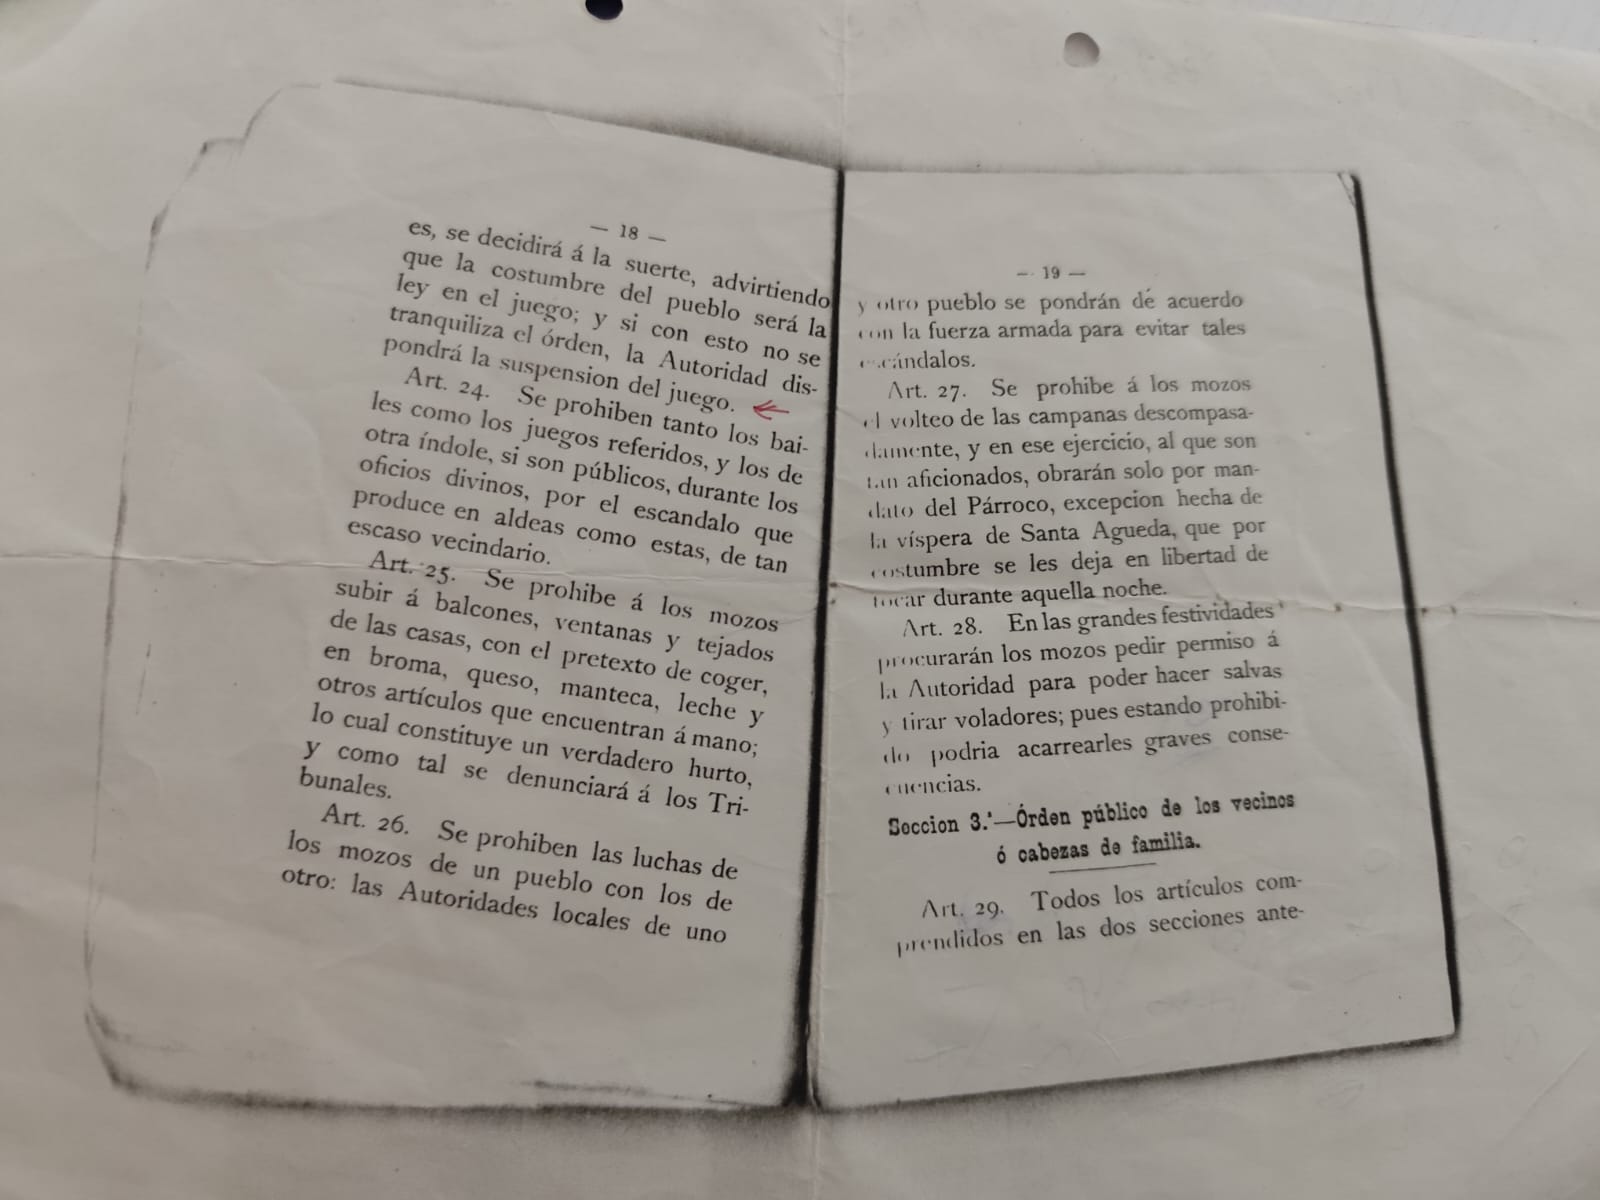 — 18 —
es, se decidirá á la suerte, advirtiendo
que la costumbre del pueblo será la
ley en el juego; y si con esto no se
tranquiliza el órden, la Autoridad dis-
pondrá la suspension del juego.
Art. 24. Se prohiben tanto los bai-
les como los juegos referidos, y los de
otra índole, si son públicos, durante los
oficios divinos, por el escandalo que
produce en aldeas como estas, de tan
escaso vecindario.
Art. 25. Se prohibe á los mozos
subir á balcones, ventanas y tejados
de las casas, con el pretexto de coger,
en broma, queso, manteca, leche y
otros artículos que encuentran á mano;
lo cual constituye un verdadero hurto,
y como tal se denunciará á los Tri-
bunales.
Art. 26. Se prohiben las luchas de
los mozos de un pueblo con los de
otro: las Autoridades locales de uno
— 19 —
y otro pueblo se pondrán de acuerdo
con la fuerza armada para evitar tales
escándalos.
Art. 27. Se prohibe á los mozos
el volteo de las campanas descompasa-
damente, y en ese ejercicio, al que son
tan aficionados, obrarán solo por man-
dato del Párroco, excepcion hecha de
la víspera de Santa Agueda, que por
costumbre se les deja en libertad de
tocar durante aquella noche.
Art. 28. En las grandes festividades
procurarán los mozos pedir permiso á
la Autoridad para poder hacer salvas
y tirar voladores; pues estando prohibi-
do podria acarrearles graves conse-
cuencias.
Seccion 3.ª—Órden público de los vecinos
ó cabezas de familia.
Art. 29. Todos los artículos com-
prendidos en las dos secciones ante-